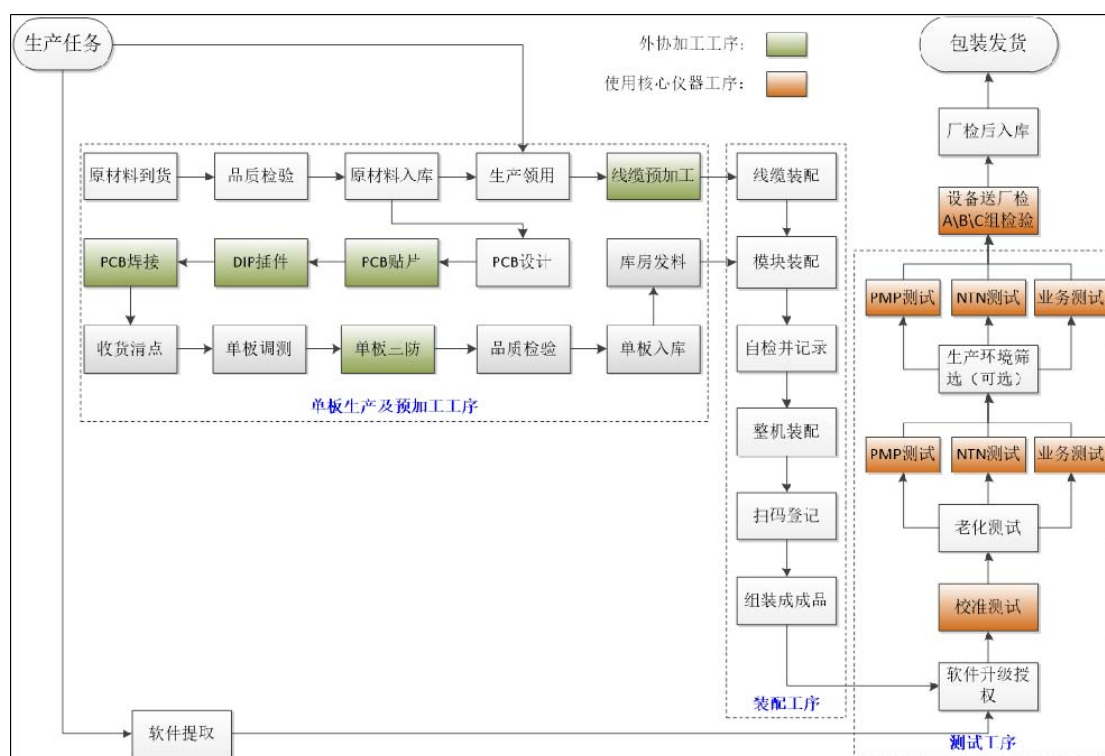 生产任务
外协加工工序：
使用核心仪器工序：
包装发货
厂检后入库
设备送厂检
A\B\C组检验
原材料到货
品质检验
原材料入库
生产领用
线缆预加工
线缆装配
PCB焊接
DIP插件
PCB贴片
PCB设计
库房发料
模块装配
收货清点
单板调测
单板三防
品质检验
单板入库
自检并记录
单板生产及预加工工序
整机装配
扫码登记
组装成成品
装配工序
PMP测试
NTN测试
业务测试
生产环境筛
选（可选）
PMP测试
NTN测试
业务测试
老化测试
校准测试
软件升级授
权
测试工序
软件提取